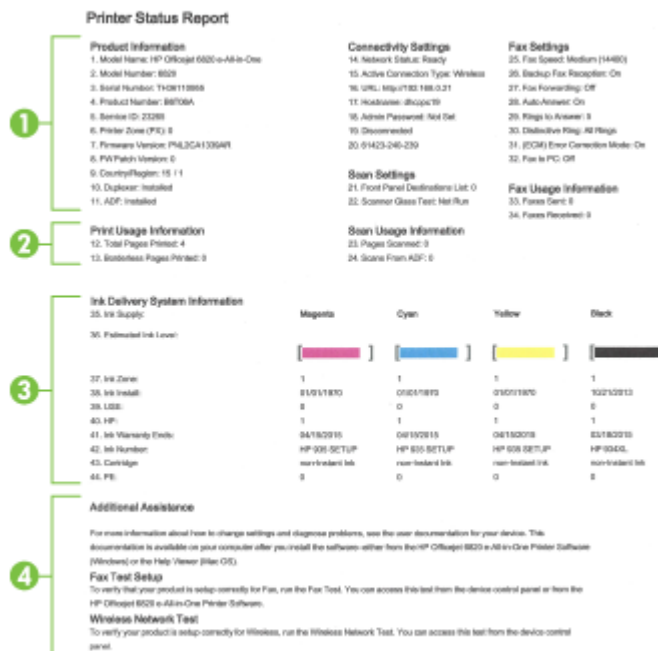 Printer Status Report
1
Product Information
1. Model Name: HP Officejet 6820 e-All-in-One
2. Model Number: 6820
3. Serial Number:
4. Product Number: B6T06A
5. Service ID: 23265
6. Printer Zone (PX): 0
7. Firmware Version:
8. FW Patch Version: 0
9. Country/Region: 15 / 1
10. Duplexer: Installed
11. ADF: Installed
Connectivity Settings
14. Network Status: Ready
15. Active Connection Type: Wireless
16. URL: http://192.168.0.21
17. Hostname: dhcppc19
18. Admin Password: Not Set
19. Disconnected
20. 61423-246-239
Scan Settings
21. Front Panel Destinations List: 0
22. Scanner Glass Test: Not Run
Fax Settings
25. Fax Speed: Medium (14400)
26. Backup Fax Reception: On
27. Fax Forwarding: Off
28. Auto Answer: On
29. Rings to Answer:
30. Distinctive Ring: All Rings
31. (ECM) Error Correction Mode: On
32. Fax to PC: Off
Fax Usage Information
33. Faxes Sent: 0
34. Faxes Received: 0
2
Print Usage Information
12. Total Pages Printed: 4
13. Borderless Pages Printed: 0
Scan Usage Information
23. Pages Scanned: 0
24. Scans From ADF: 0
3
Ink Delivery System Information
35. Ink Supply: Magenta Cyan Yellow Black
36. Estimated Ink Level:
37. Ink Zone: 1 1 1 1
38. Ink Install: 01/01/1970 01/01/1970 01/01/1970 10/21/2013
39. USE: 0 0 0 0
40. HP: 1 1 1 1
41. Ink Warranty Ends: 04/15/2015 04/15/2015 04/15/2015 03/18/2015
42. Ink Number: HP 935 SETUP HP 935 SETUP HP 935 SETUP HP 934XL
43. Cartridge: non-Instant Ink non-Instant Ink non-Instant Ink non-Instant Ink
44. PE: 0 0 0 0
4
Additional Assistance
For more information about how to change settings and diagnose problems, see the user documentation for your device. This
documentation is available on your computer after you install the software-either from the HP Officejet 6820 e-All-in-One Printer Software
(Windows) or the Help Viewer (Mac OS).
Fax Test Setup
To verify that your product is setup correctly for Fax, run the Fax Test. You can access this test from the device control panel or from the
HP Officejet 6820 e-All-in-One Printer Software.
Wireless Network Test
To verify your product is setup correctly for Wireless, run the Wireless Network Test. You can access this test from the device control
panel.